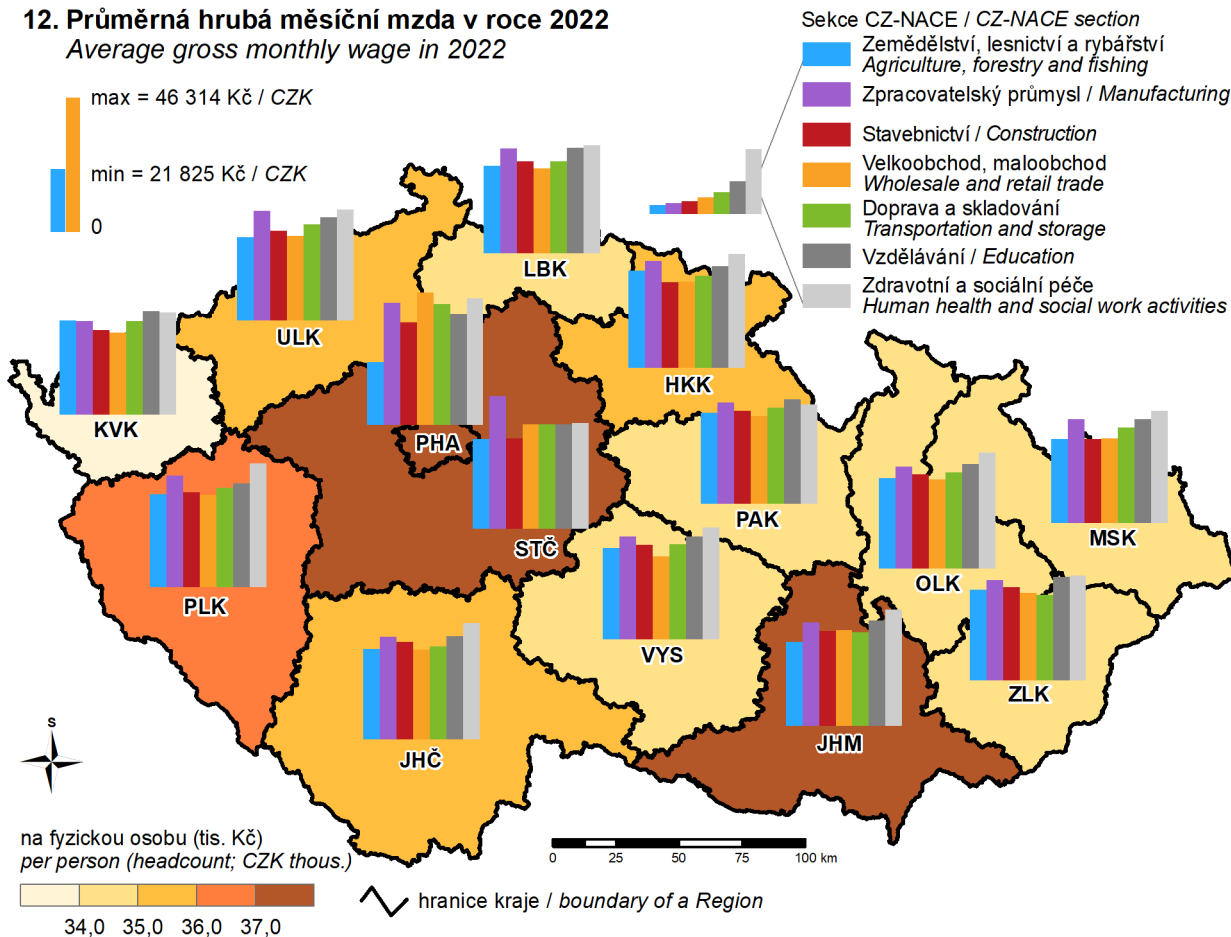 12. Průměrná hrubá měsíční mzda v roce 2022
Average gross monthly wage in 2022
max = 46 314 Kč / CZK
min = 21 825 Kč / CZK
0
Sekce CZ-NACE / CZ-NACE section
Zemědělství, lesnictví a rybářství
Agriculture, forestry and fishing
Zpracovatelský průmysl / Manufacturing
Stavebnictví / Construction
Velkoobchod, maloobchod
Wholesale and retail trade
Doprava a skladování
Transportation and storage
Vzdělávání / Education
Zdravotní a sociální péče
Human health and social work activities
LBK
ULK
HKK
KVK
PHA
PAK
STČ
MSK
OLK
PLK
VYS
ZLK
JHM
JHČ
S
na fyzickou osobu (tis. Kč)
per person (headcount; CZK thous.)
34,0 35,0 36,0 37,0
hranice kraje / boundary of a Region
0 25 50 75 100 km